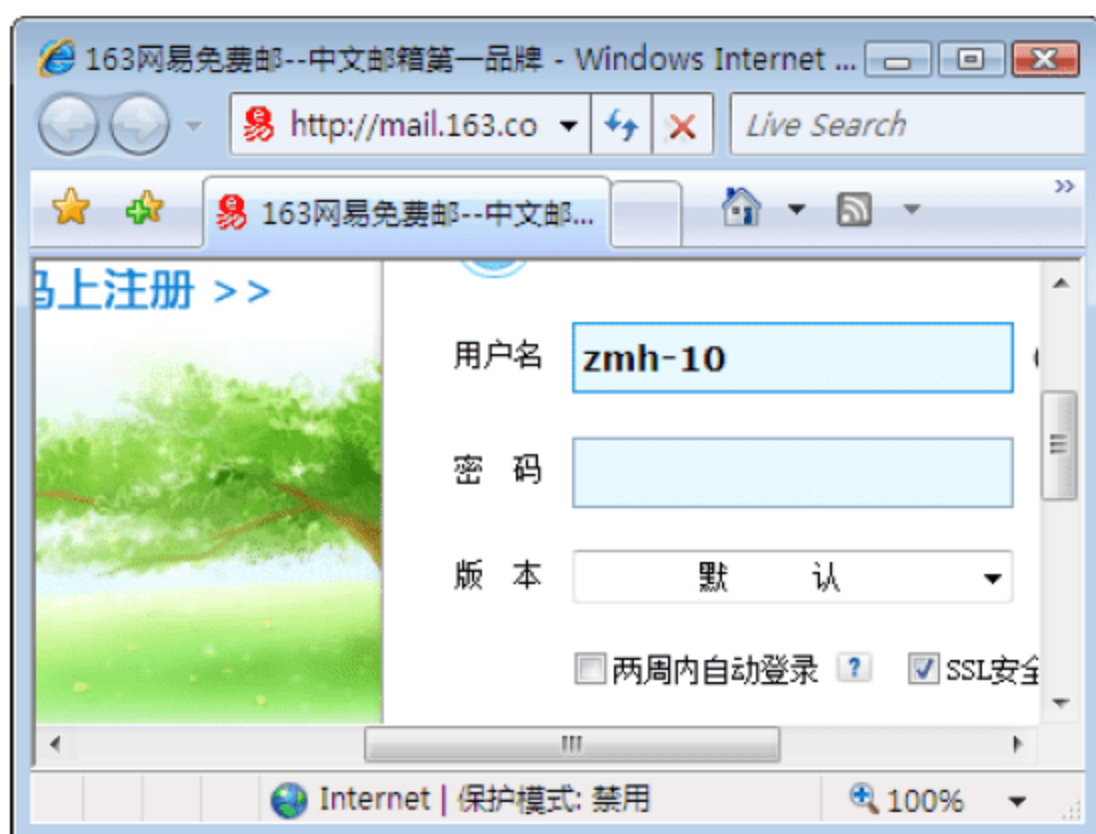 163网易免费邮--中文邮箱第一品牌 - Windows Internet ...
http://mail.163.co
Live Search
163网易免费邮--中文邮...
马上注册 >>
用户名 zmh-10
密 码
版 本 默 认
两周内自动登录 ? SSL安全
Internet | 保护模式: 禁用 100%